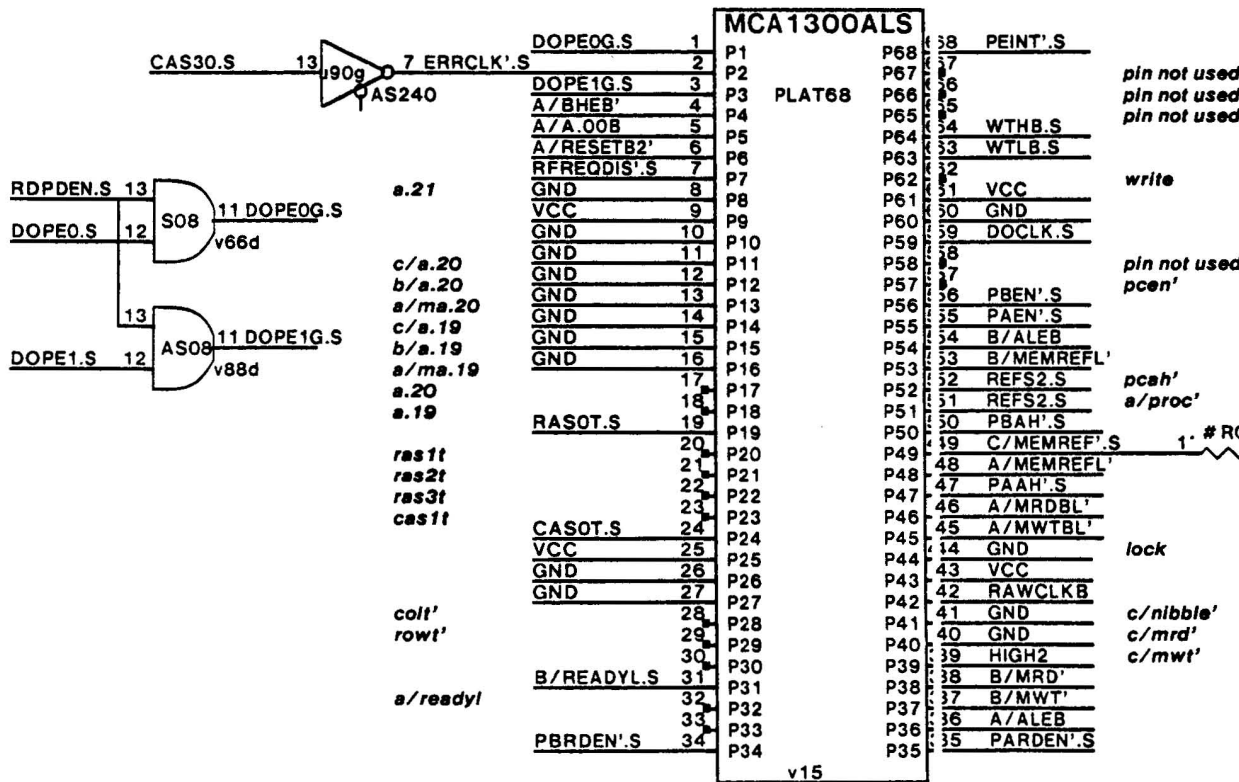 MCA1300ALS
DOPE0G.S 1 P1 P68 68 PEINT'.S
CAS30.S 13 u90g 7 ERRCLK'.S 2 P2 P67 67 pin not used
AS240
DOPE1G.S 3 P3 PLAT68 P66 66 pin not used
A/BHEB' 4 P4 P65 65 pin not used
A/A.00B 5 P5 P64 64 WTHB.S
A/RESETB2' 6 P6 P63 63 WTLB.S
RFREQDIS'.S 7 P7 P62 62 write
RDPDEN.S 13 a.21 GND 8 P8 P61 61 VCC
S08 11 DOPE0G.S VCC 9 P9 P60 60 GND
DOPE0.S 12 v66d GND 10 P10 P59 59 DOCLK.S
c/a.20 GND 11 P11 P58 58 pin not used
b/a.20 GND 12 P12 P57 57 pcen'
a/ma.20 GND 13 P13 P56 56 PBEN'.S
13 c/a.19 GND 14 P14 P55 55 PAEN'.S
AS08 11 DOPE1G.S b/a.19 GND 15 P15 P54 54 B/ALEB
DOPE1.S 12 v88d a/ma.19 GND 16 P16 P53 53 B/MEMREFL'
a.20 17 P17 P52 52 REFS2.S pcah'
a.19 18 P18 P51 51 REFS2.S a/proc'
RAS0T.S 19 P19 P50 50 PBAH'.S
ras1t 20 P20 P49 49 C/MEMREF'.S 1* # RC
ras2t 21 P21 P48 48 A/MEMREFL'
ras3t 22 P22 P47 47 PAAH'.S
cas1t 23 P23 P46 46 A/MRDBL'
CAS0T.S 24 P24 P45 45 A/MWTBL'
VCC 25 P25 P44 44 GND lock
GND 26 P26 P43 43 VCC
GND 27 P27 P42 42 RAWCLKB
colt' 28 P28 P41 41 GND c/nibble'
rowt' 29 P29 P40 40 GND c/mrd'
30 P30 P39 39 HIGH2 c/mwt'
B/READYL.S 31 P31 P38 38 B/MRD'
a/readyl 32 P32 P37 37 B/MWT'
33 P33 P36 36 A/ALEB
PBRDEN'.S 34 P34 P35 35 PARDEN'.S
v15